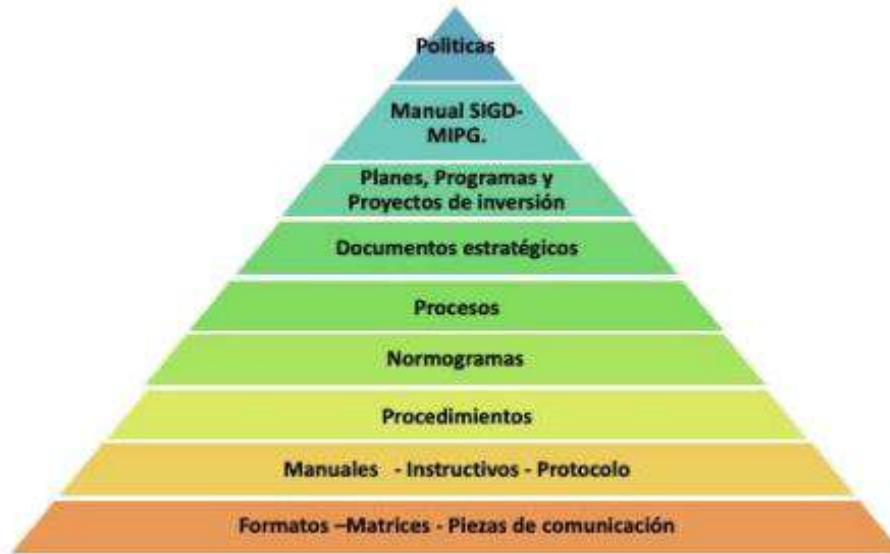 Politicas
Manual SIGD-
MIPG.
Planes, Programas y
Proyectos de inversión
Documentos estratégicos
Procesos
Normogramas
Procedimientos
Manuales - Instructivos - Protocolo
Formatos –Matrices - Piezas de comunicación